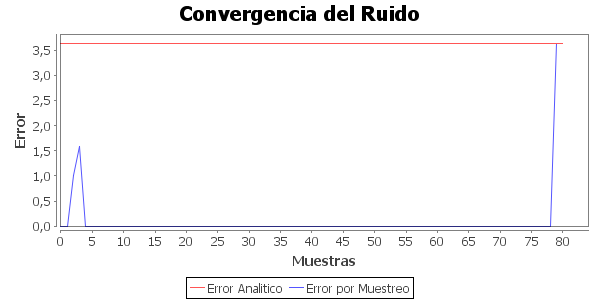 Convergencia del Ruido
Error
3,5
3,0
2,5
2,0
1,5
1,0
0,5
0,0
0 5 10 15 20 25 30 35 40 45 50 55 60 65 70 75 80
Muestras
Error Analitico Error por Muestreo